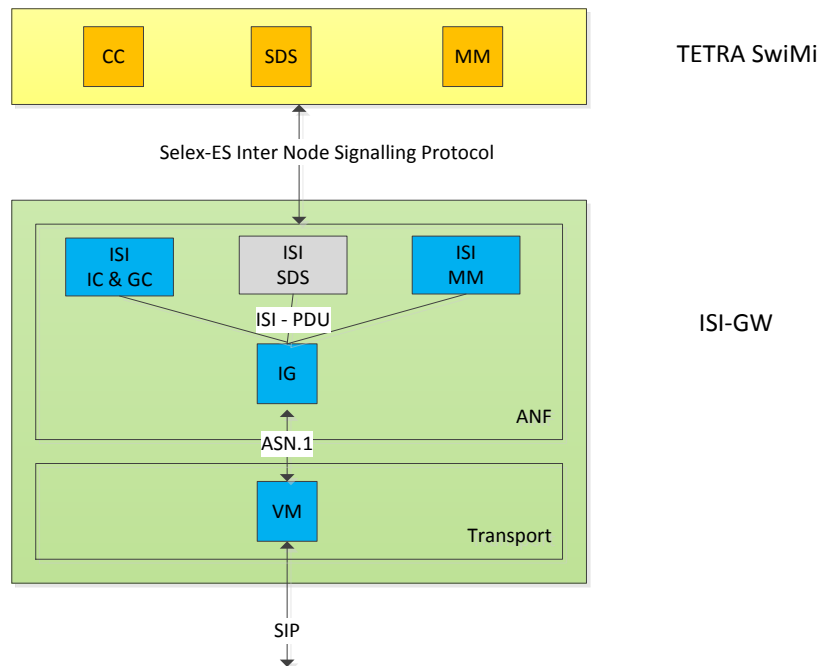 CC
SDS
MM
TETRA SwiMi
Selex-ES Inter Node Signalling Protocol
ISI
IC & GC
ISI
SDS
ISI
MM
ISI - PDU
ISI-GW
IG
ANF
ASN.1
VM
Transport
SIP